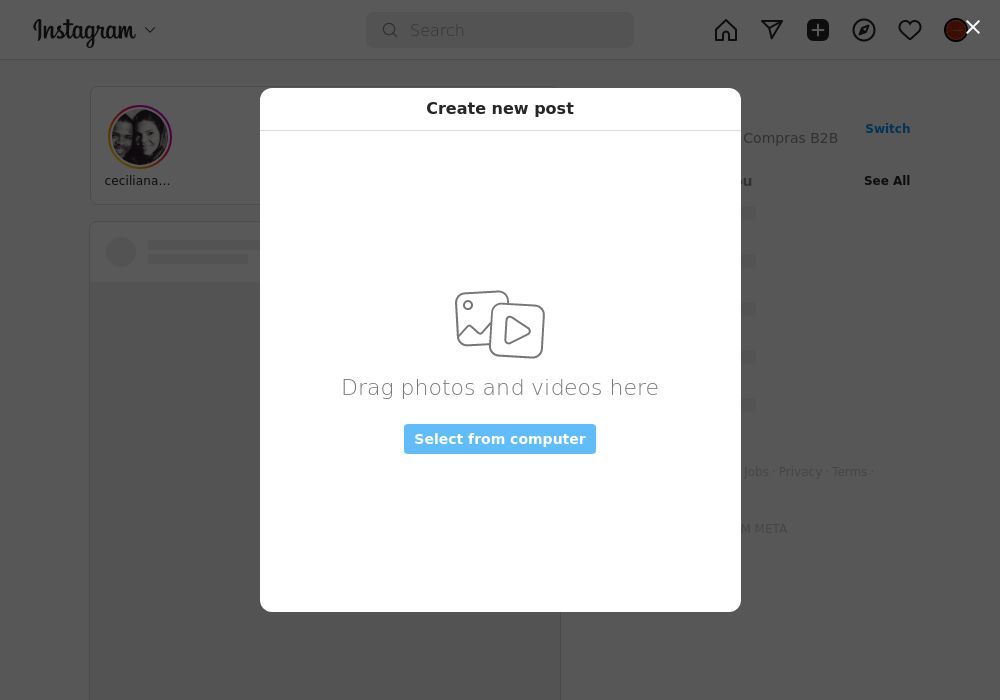 Instagram
Search
Create new post
ceciliana...
Compras B2B
Switch
See All
Drag photos and videos here
Select from computer
Jobs · Privacy · Terms ·
META